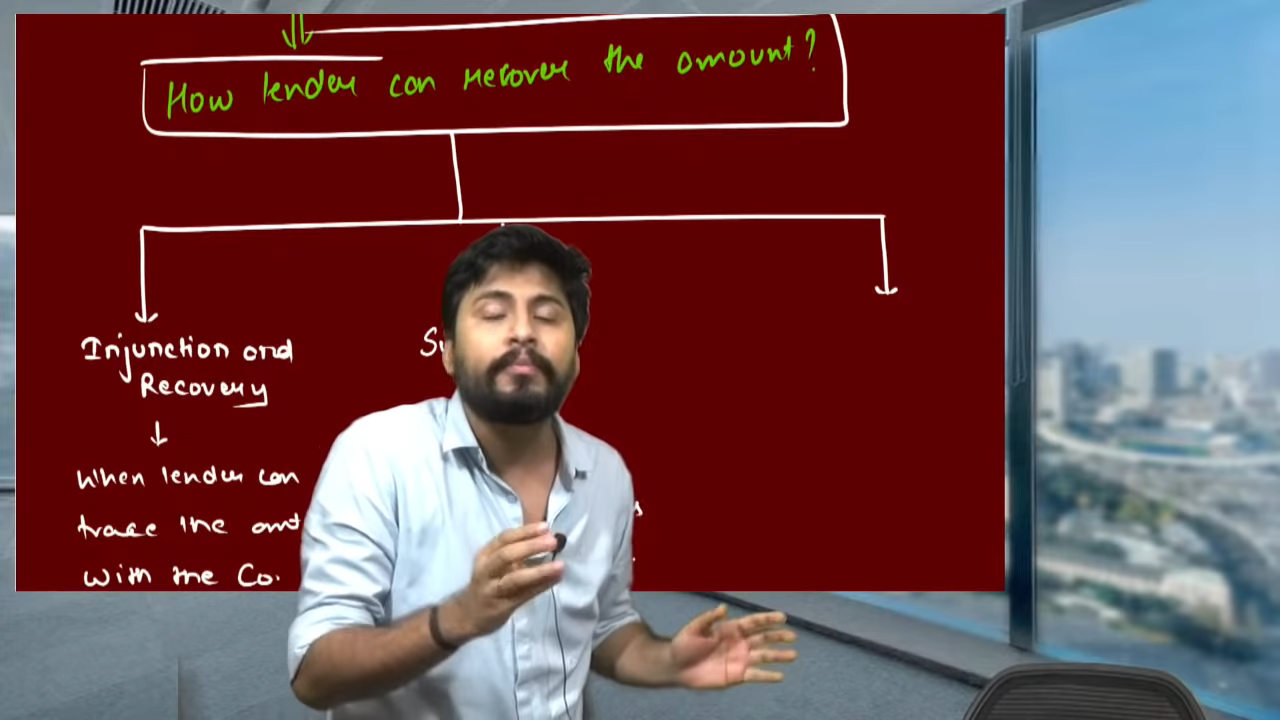 How lender can recover the amount?
Injunction and
Recovery
When lender can
trace the amt
with the Co.